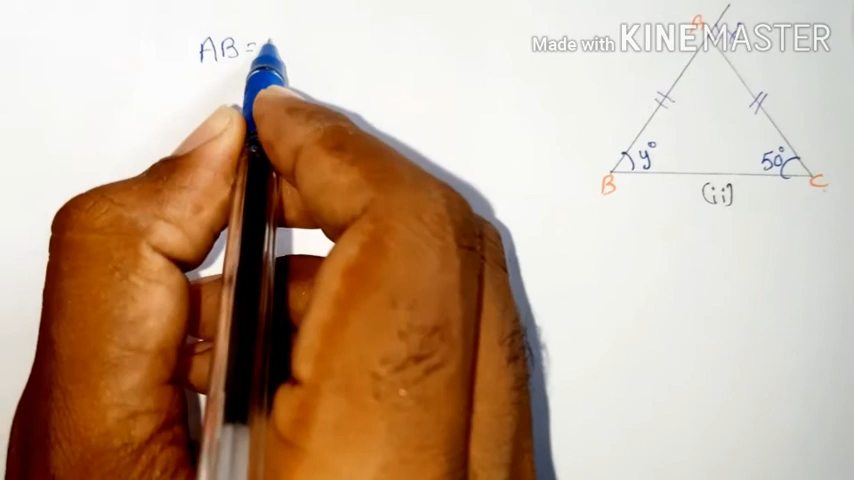 AB =
Made with KINEMASTER
y°
50°
B
C
(ii)